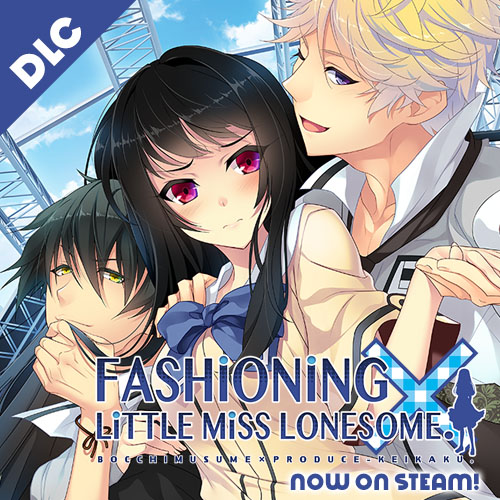 DLC
FASHiONiNG
LiTTLE MiSS LONESOME.
BOCCHIMUSUME×PRODUCE-KEIKAKU.
NOW ON STEAM!